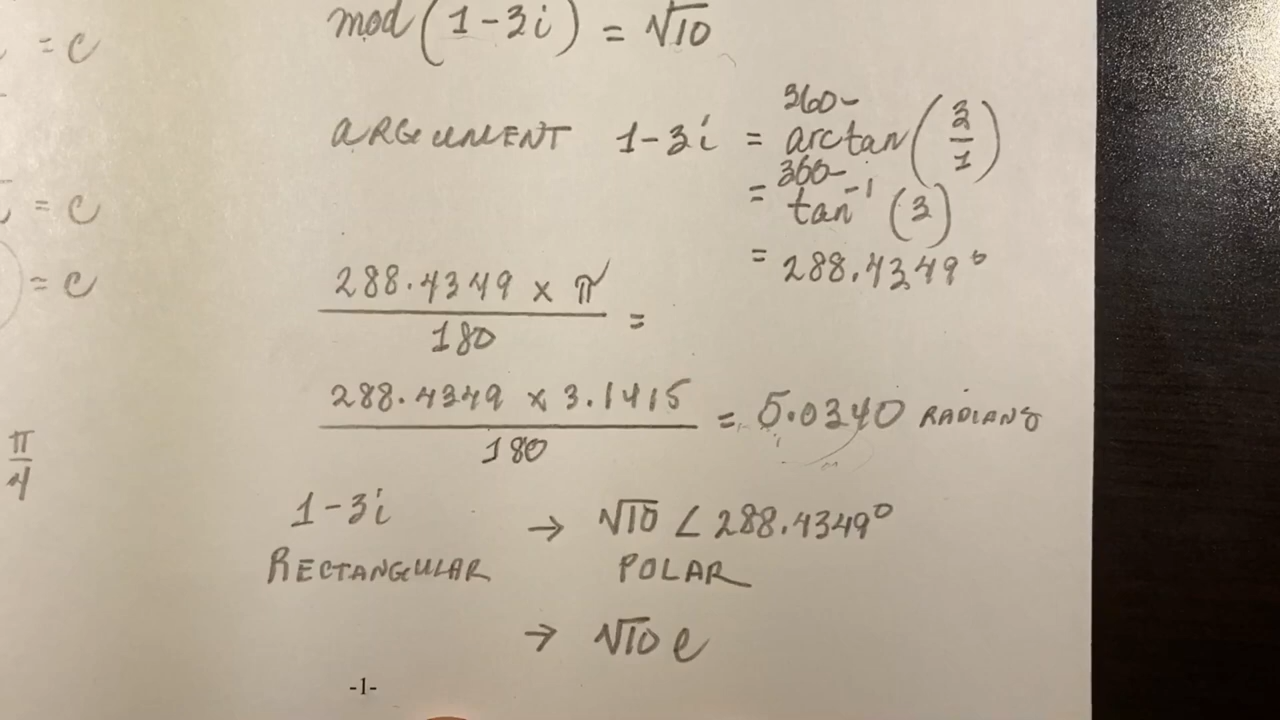 = c
= c
= c
π/4
mod(1-3i) = √10
ARGUMENT 1-3i = 360- arctan(3/1)
= 360- tan⁻¹(3)
= 288.4349°
288.4349 x π / 180 =
288.4349 x 3.1415 / 180 = 5.0340 RADIANS
1-3i → √10 ∠ 288.4349°
RECTANGULAR POLAR
→ √10 e
-1-